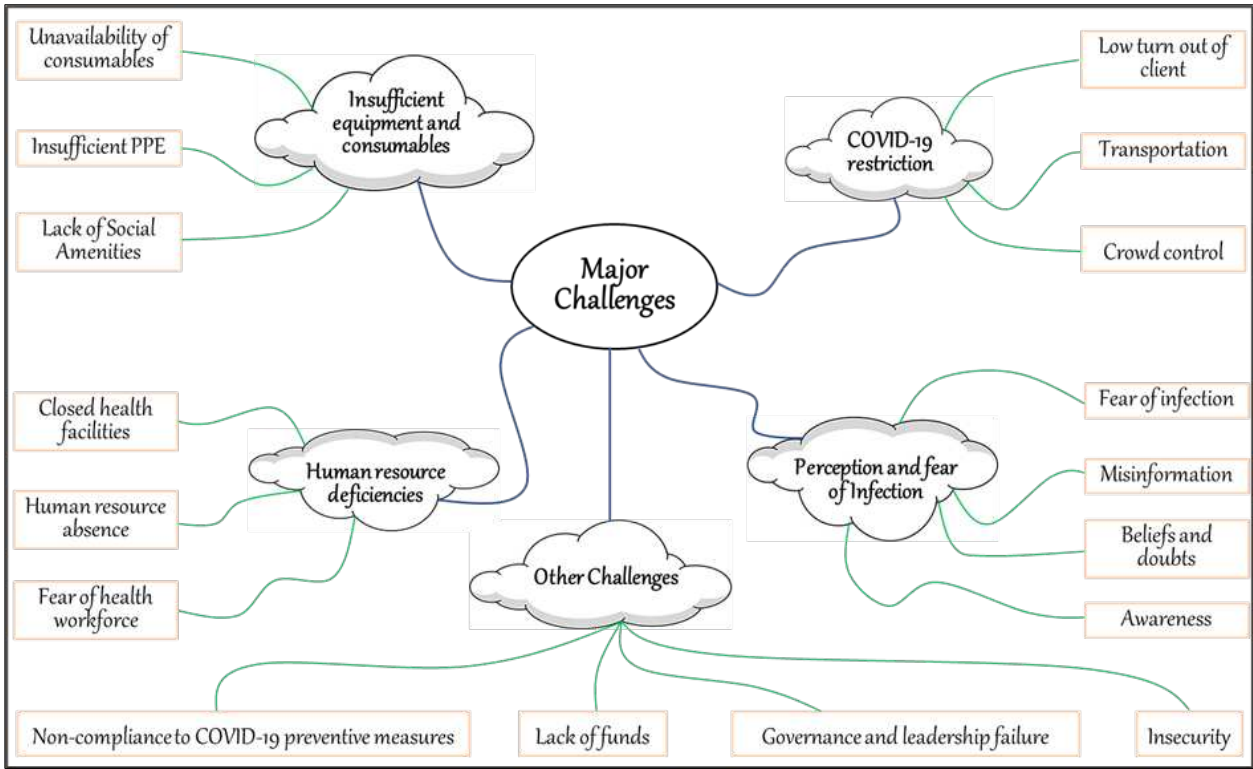 Unavailability of
consumables
Insufficient PPE
Lack of Social
Amenities
Insufficient
equipment and
consumables
COVID-19
restriction
Low turn out of
client
Transportation
Crowd control
Major
Challenges
Closed health
facilities
Human resource
absence
Fear of health
workforce
Human resource
deficiencies
Other Challenges
Perception and fear
of Infection
Fear of infection
Misinformation
Beliefs and
doubts
Awareness
Non-compliance to COVID-19 preventive measures
Lack of funds
Governance and leadership failure
Insecurity